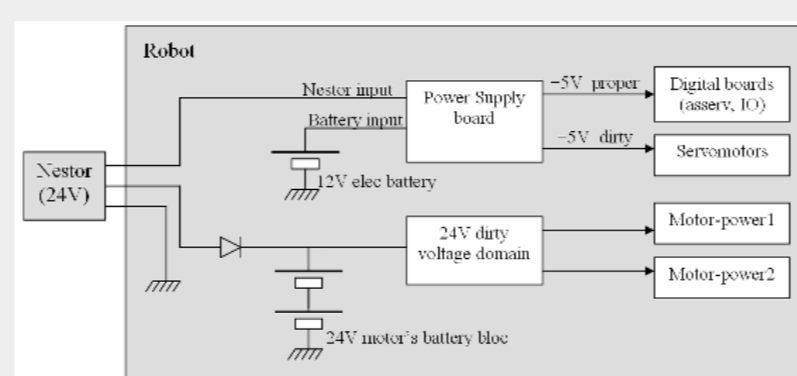 Robot
Nestor input
Battery input
Power Supply
board
−5V proper
−5V dirty
Digital boards
(asserv, IO)
Servomotors
Nestor
(24V)
12V elec battery
24V dirty
voltage domain
Motor-power1
Motor-power2
24V motor's battery bloc